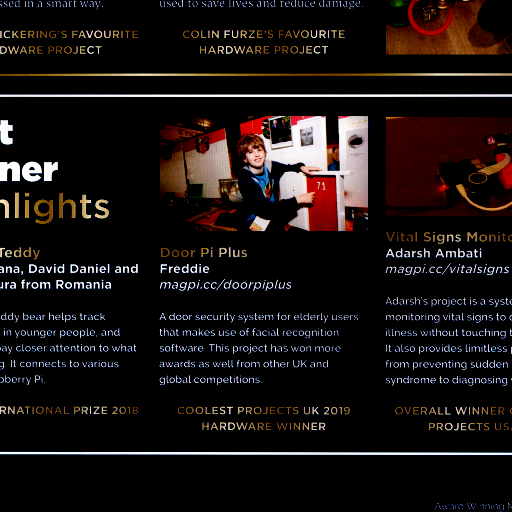 ssed in a smart way.
used to save lives and reduce damage.
ICKERING'S FAVOURITE
DWARE PROJECT
COLIN FURZE'S FAVOURITE
HARDWARE PROJECT
t
ner
hlights
Teddy
ana, David Daniel and
ura from Romania
ddy bear helps track
in younger people, and
pay closer attention to what
g. It connects to various
pberry Pi.
RNATIONAL PRIZE 2018
71
Door Pi Plus
Freddie
magpi.cc/doorpiplus
A door security system for elderly users
that makes use of facial recognition
software. This project has won more
awards as well from other UK and
global competitions.
COOLEST PROJECTS UK 2019
HARDWARE WINNER
Vital Signs Monito
Adarsh Ambati
magpi.cc/vitalsigns
Adarsh's project is a syste
monitoring vital signs to d
illness without touching t
It also provides limitless p
from preventing sudden i
syndrome to diagnosing
OVERALL WINNER
PROJECTS USA
Award Winning